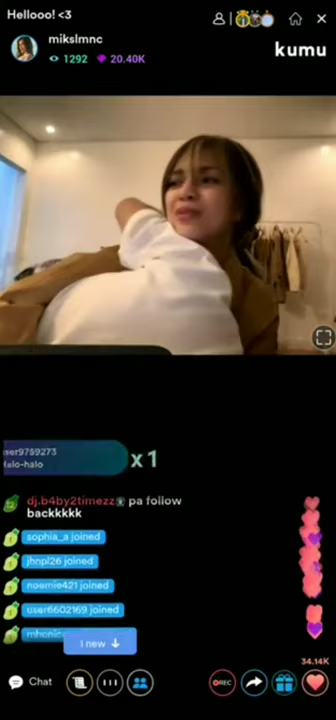 Hellooo! <3
mikslmnc
1292 20.40K
kumu
user9759273
Halo-halo
x1
dj.b4by2timezz pa follow
backkkkk
sophia_a joined
jhnpl26 joined
noemie421 joined
user6602169 joined
1 new ↓
34.14K
Chat
REC